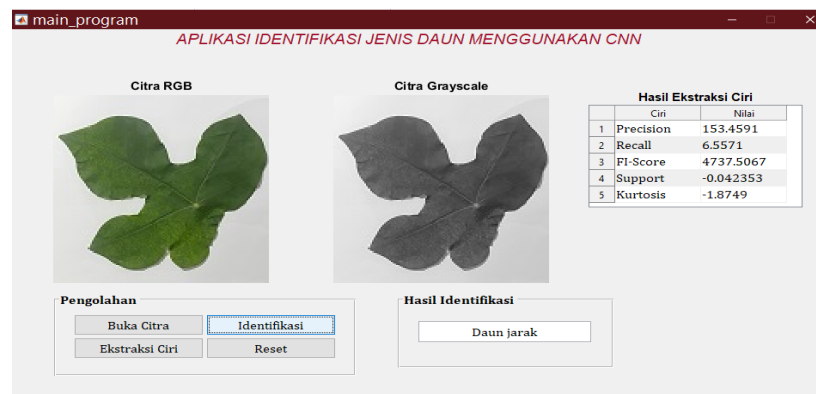 main_program
APLIKASI IDENTIFIKASI JENIS DAUN MENGGUNAKAN CNN
Citra RGB
Citra Grayscale
Hasil Ekstraksi Ciri
Ciri Nilai
1 Precision 153.4591
2 Recall 6.5571
3 FI-Score 4737.5067
4 Support -0.042353
5 Kurtosis -1.8749
Pengolahan
Buka Citra Identifikasi
Ekstraksi Ciri Reset
Hasil Identifikasi
Daun jarak